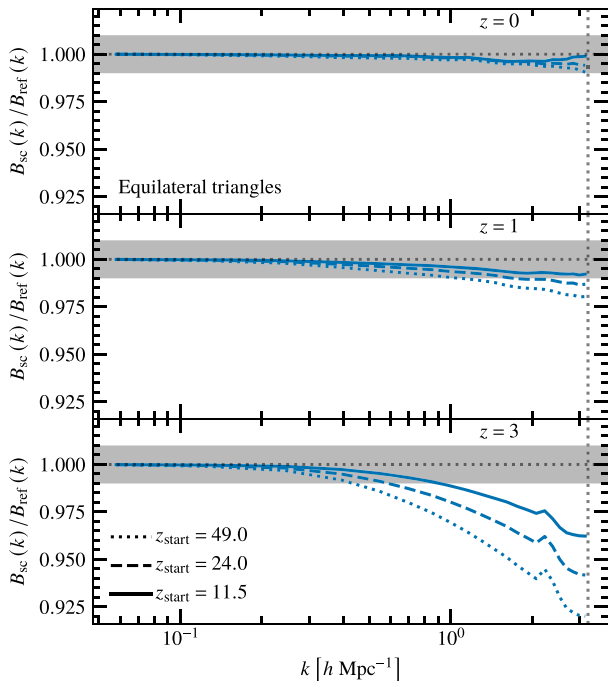 z = 0
1.000
0.975
0.950
0.925
B_sc(k)/B_ref(k)
Equilateral triangles
z = 1
1.000
0.975
0.950
0.925
B_sc(k)/B_ref(k)
z = 3
1.000
0.975
0.950
0.925
B_sc(k)/B_ref(k)
z_start = 49.0
z_start = 24.0
z_start = 11.5
10⁻¹ 10⁰
k [h Mpc⁻¹]